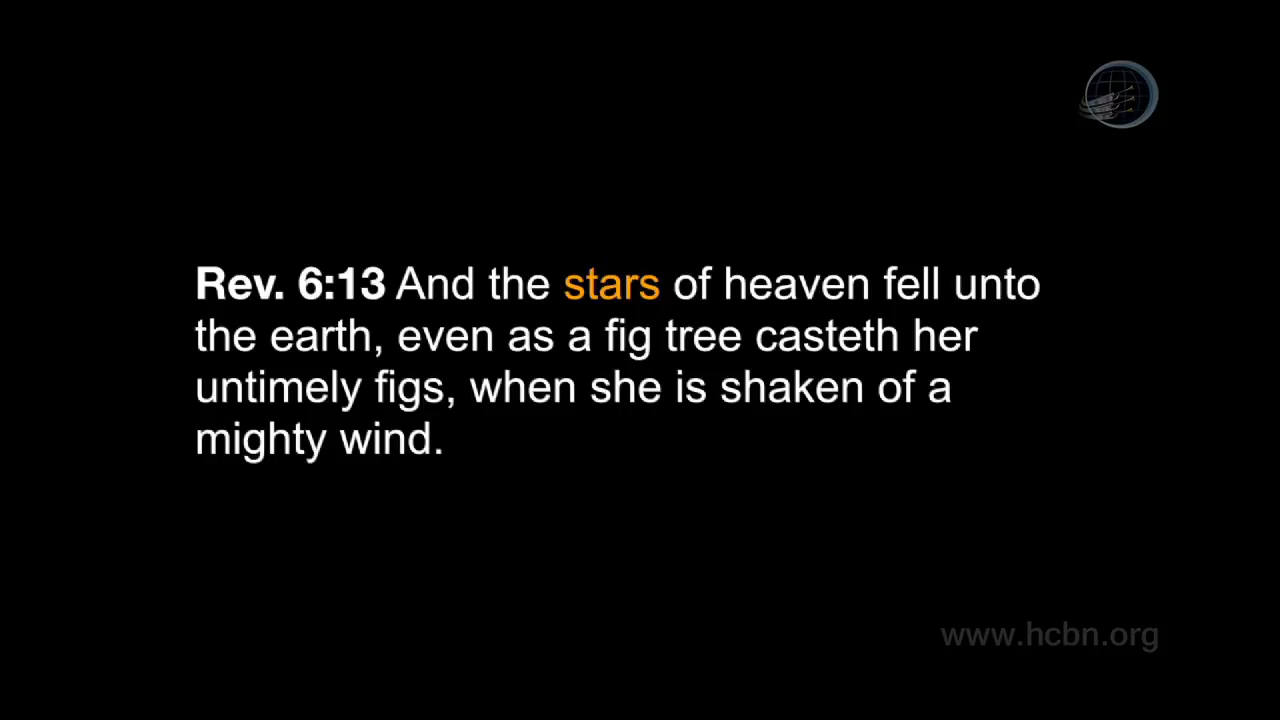 Rev. 6:13 And the stars of heaven fell unto
the earth, even as a fig tree casteth her
untimely figs, when she is shaken of a
mighty wind.
www.hcbn.org